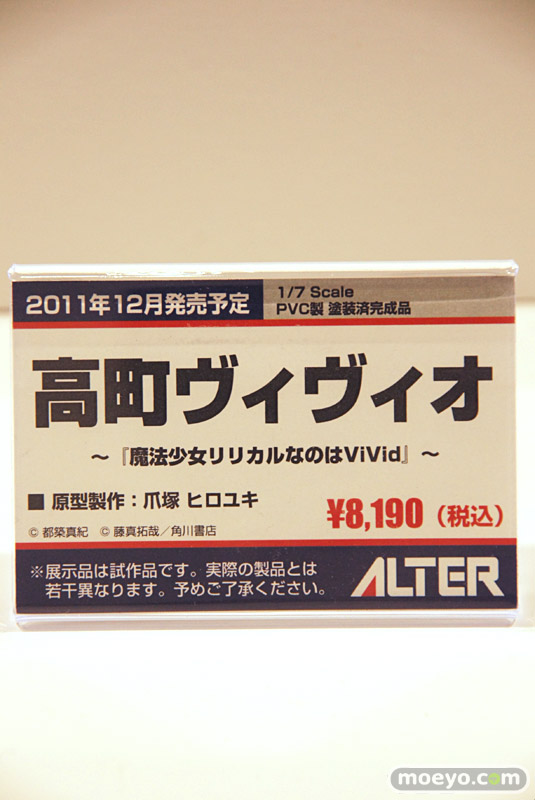 2011年12月発売予定
1/7 Scale
PVC製 塗装済完成品
高町ヴィヴィオ
～『魔法少女リリカルなのはViVid』～
■ 原型製作：爪塚 ヒロユキ
¥8,190（税込）
© 都築真紀 © 藤真拓哉／角川書店
※展示品は試作品です。実際の製品とは
若干異なります。予めご了承ください。
ALTER
moeyo.com